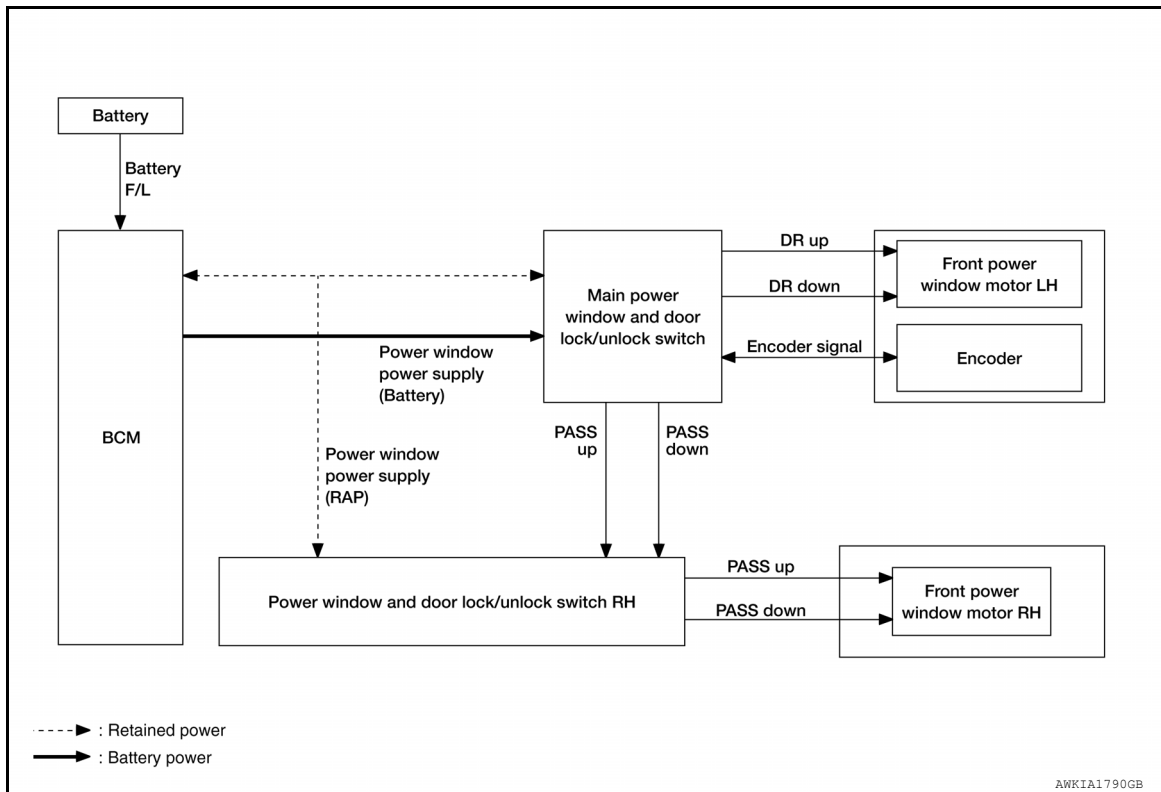 Battery
Battery
F/L
BCM
Power window
power supply
(Battery)
Power window
power supply
(RAP)
Main power
window and door
lock/unlock switch
DR up
DR down
Encoder signal
Front power
window motor LH
Encoder
PASS
up
PASS
down
Power window and door lock/unlock switch RH
PASS up
PASS down
Front power
window motor RH
: Retained power
: Battery power
AWKIA1790GB